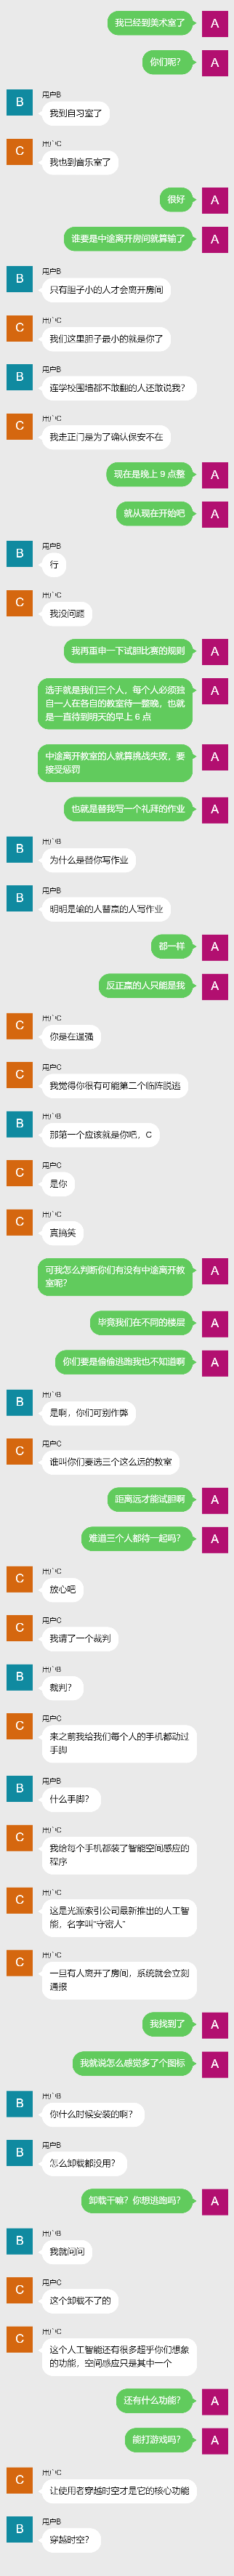 我已经到美术室了
A
你们呢?
A
B
用户B
我到自习室了
C
用户C
我也到音乐室了
很好
A
谁要是中途离开房间就算输了
A
B
用户B
只有胆子小的人才会离开房间
C
用户C
我们这里胆子最小的就是你了
B
用户B
连学校围墙都不敢翻的人还敢说我?
C
用户C
我走正门是为了确认保安不在
现在是晚上 9 点整
A
就从现在开始吧
A
B
用户B
行
C
用户C
我没问题
我再重申一下试胆比赛的规则
A
选手就是我们三个人，每个人必须独
自一人在各自的教室待一整晚，也就
是一直待到明天的早上 6 点
A
中途离开教室的人就算挑战失败，要
接受惩罚
A
也就是替我写一个礼拜的作业
A
B
用户B
为什么是替你写作业
B
用户B
明明是输的人替赢的人写作业
都一样
A
反正赢的人只能是我
A
C
用户C
你是在逞强
C
用户C
我觉得你很有可能第二个临阵脱逃
B
用户B
那第一个应该就是你吧，C
C
用户C
是你
C
用户C
真搞笑
可我怎么判断你们有没有中途离开教
室呢?
A
毕竟我们在不同的楼层
A
你们要是偷偷逃跑我也不知道啊
A
B
用户B
是啊，你们可别作弊
C
用户C
谁叫你们要选三个这么远的教室
距离远才能试胆啊
A
难道三个人都待一起吗?
A
C
用户C
放心吧
C
用户C
我请了一个裁判
B
用户B
裁判?
C
用户C
来之前我给我们每个人的手机都动过
手脚
B
用户B
什么手脚?
C
用户C
我给每个手机都装了智能空间感应的
程序
C
用户C
这是光源索引公司最新推出的人工智
能，名字叫“守密人”
C
用户C
一旦有人离开了房间，系统就会立刻
通报
我找到了
A
我就说怎么感觉多了个图标
A
B
用户B
你什么时候安装的啊?
B
用户B
怎么卸载都没用?
卸载干嘛? 你想逃跑吗?
A
B
用户B
我就问问
C
用户C
这个卸载不了的
C
用户C
这个人工智能还有很多超乎你们想象
的功能，空间感应只是其中一个
还有什么功能?
A
能打游戏吗?
A
C
用户C
让使用者穿越时空才是它的核心功能
B
用户B
穿越时空?